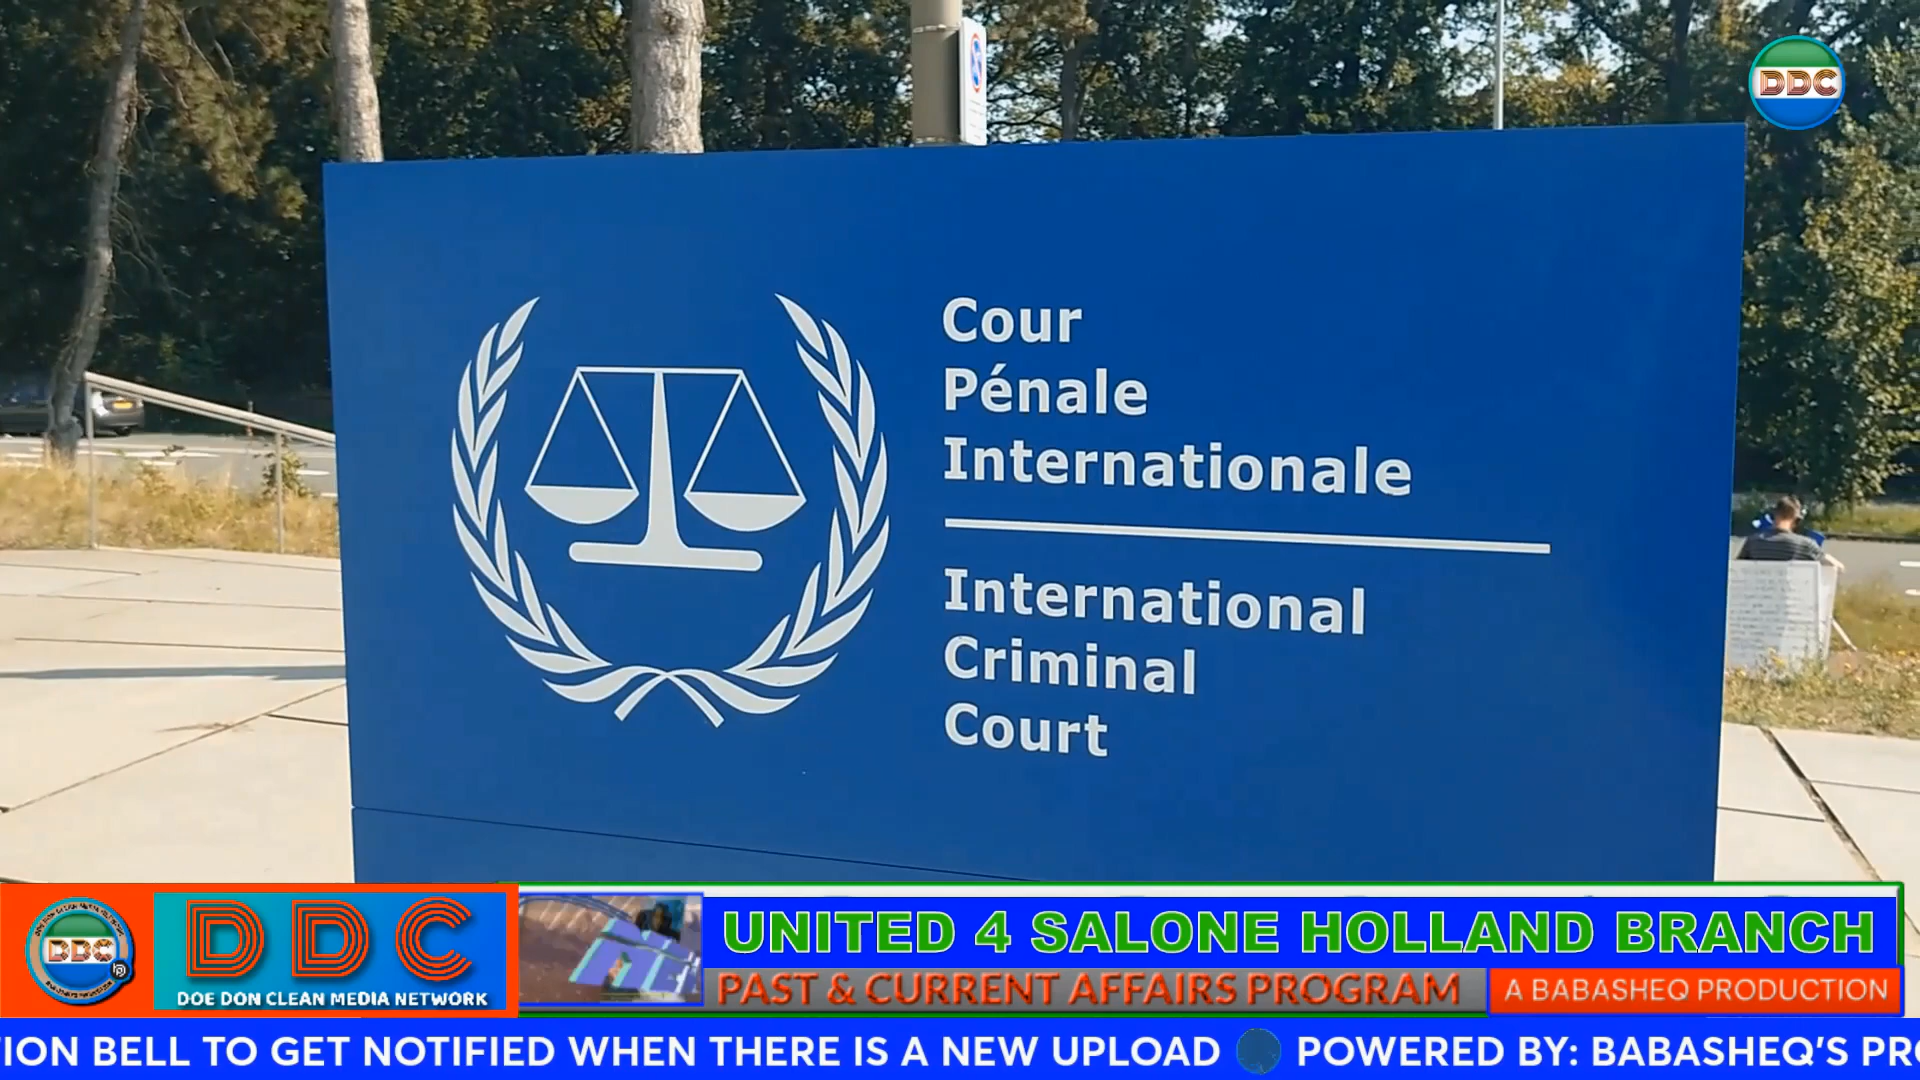 DDC
Cour
Pénale
Internationale
International
Criminal
Court
DDC
DDC
DOE DON CLEAN MEDIA NETWORK
UNITED 4 SALONE HOLLAND BRANCH
PAST & CURRENT AFFAIRS PROGRAM
A BABASHEQ PRODUCTION
ION BELL TO GET NOTIFIED WHEN THERE IS A NEW UPLOAD POWERED BY: BABASHEQ'S PR